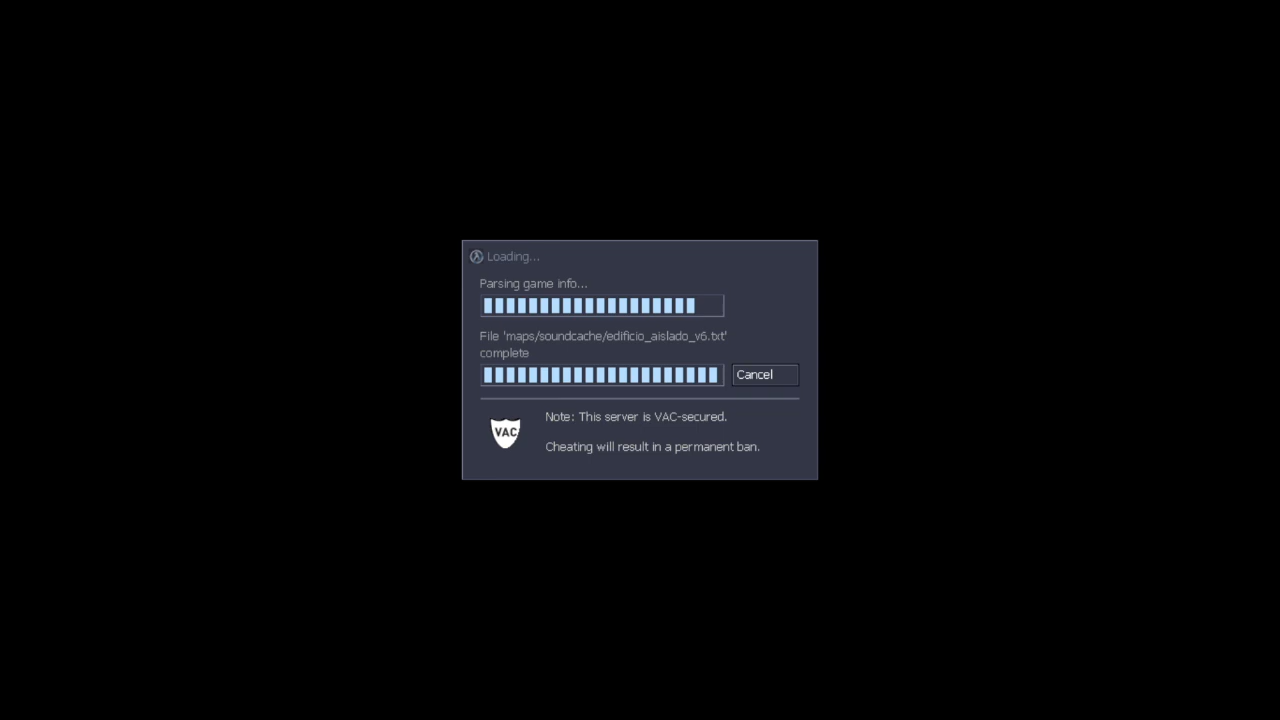 Loading...
Parsing game info...
File 'maps/soundcache/edificio_aislado_v6.txt'
complete
Cancel
Note: This server is VAC-secured.
VAC
Cheating will result in a permanent ban.